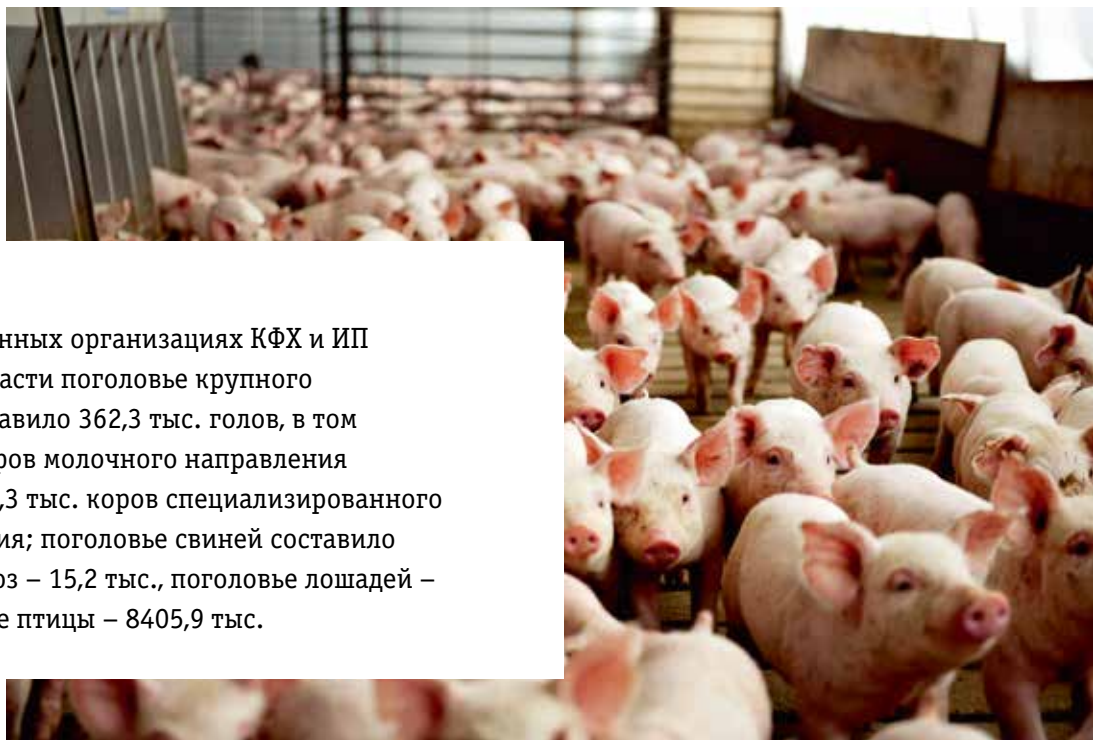 нных организациях КФХ и ИП
асти поголовье крупного
авило 362,3 тыс. голов, в том
ров молочного направления
,3 тыс. коров специализированного
ия; поголовье свиней составило
оз – 15,2 тыс., поголовье лошадей –
е птицы – 8405,9 тыс.